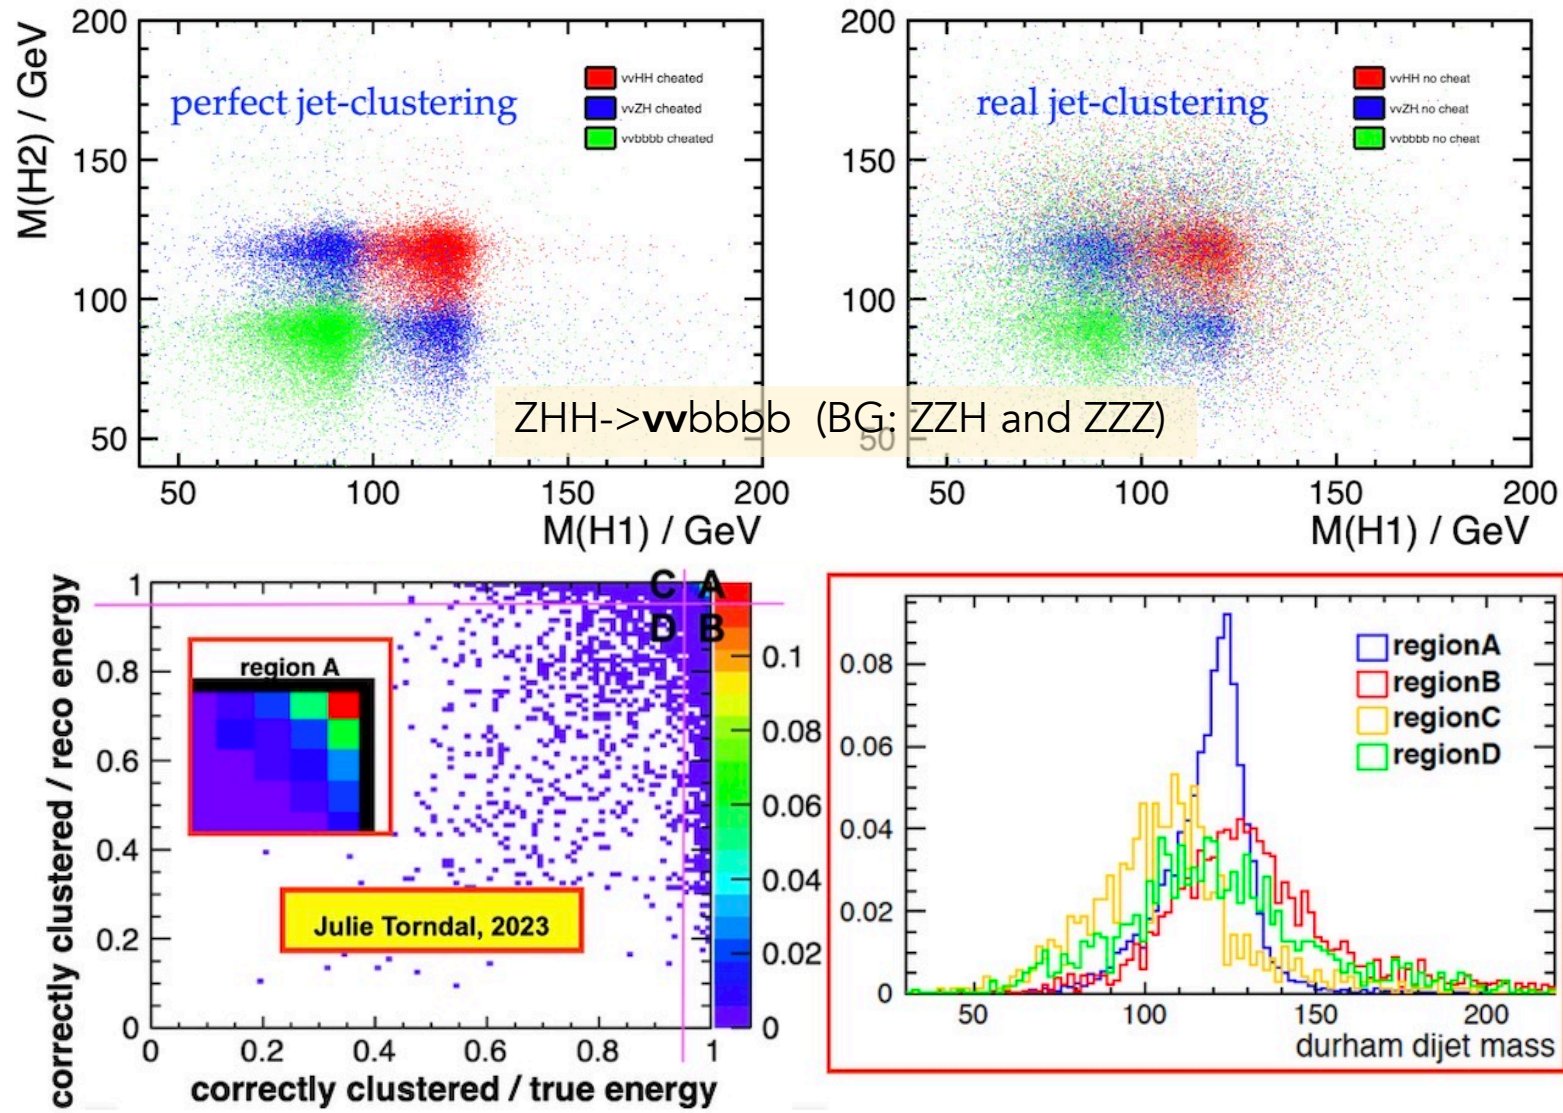 200
150
100
50
M(H2) / GeV
perfect jet-clustering
vvHH cheated
vvZH cheated
vvbbbb cheated
50
100
150
200
M(H1) / GeV
200
150
100
50
real jet-clustering
vvHH no cheat
vvZH no cheat
vvbbbb no cheat
50
100
150
200
M(H1) / GeV
ZHH->vvbbbb (BG: ZZH and ZZZ)
correctly clustered / reco energy
1
0.8
0.6
0.4
0.2
0
C A
D B
region A
Julie Torndal, 2023
0.1
0.08
0.06
0.04
0.02
0
0 0.2 0.4 0.6 0.8 1
correctly clustered / true energy
0.08
0.06
0.04
0.02
0
regionA
regionB
regionC
regionD
50 100 150 200
durham dijet mass